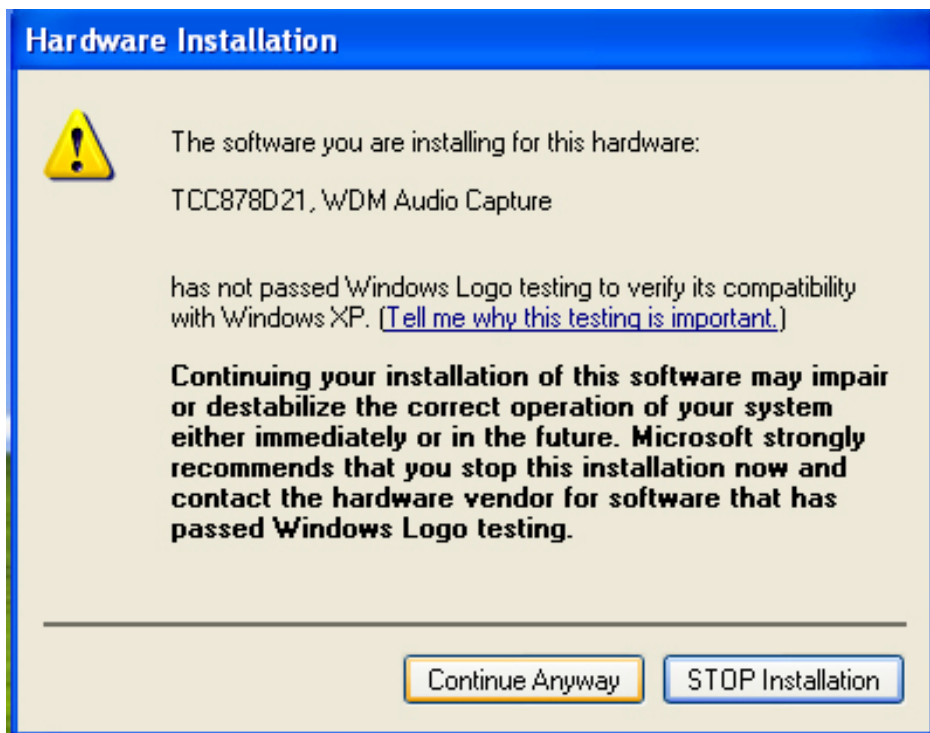 Hardware Installation
The software you are installing for this hardware:
TCC878D21, WDM Audio Capture
has not passed Windows Logo testing to verify its compatibility
with Windows XP. (Tell me why this testing is important.)
Continuing your installation of this software may impair
or destabilize the correct operation of your system
either immediately or in the future. Microsoft strongly
recommends that you stop this installation now and
contact the hardware vendor for software that has
passed Windows Logo testing.
Continue Anyway STOP Installation